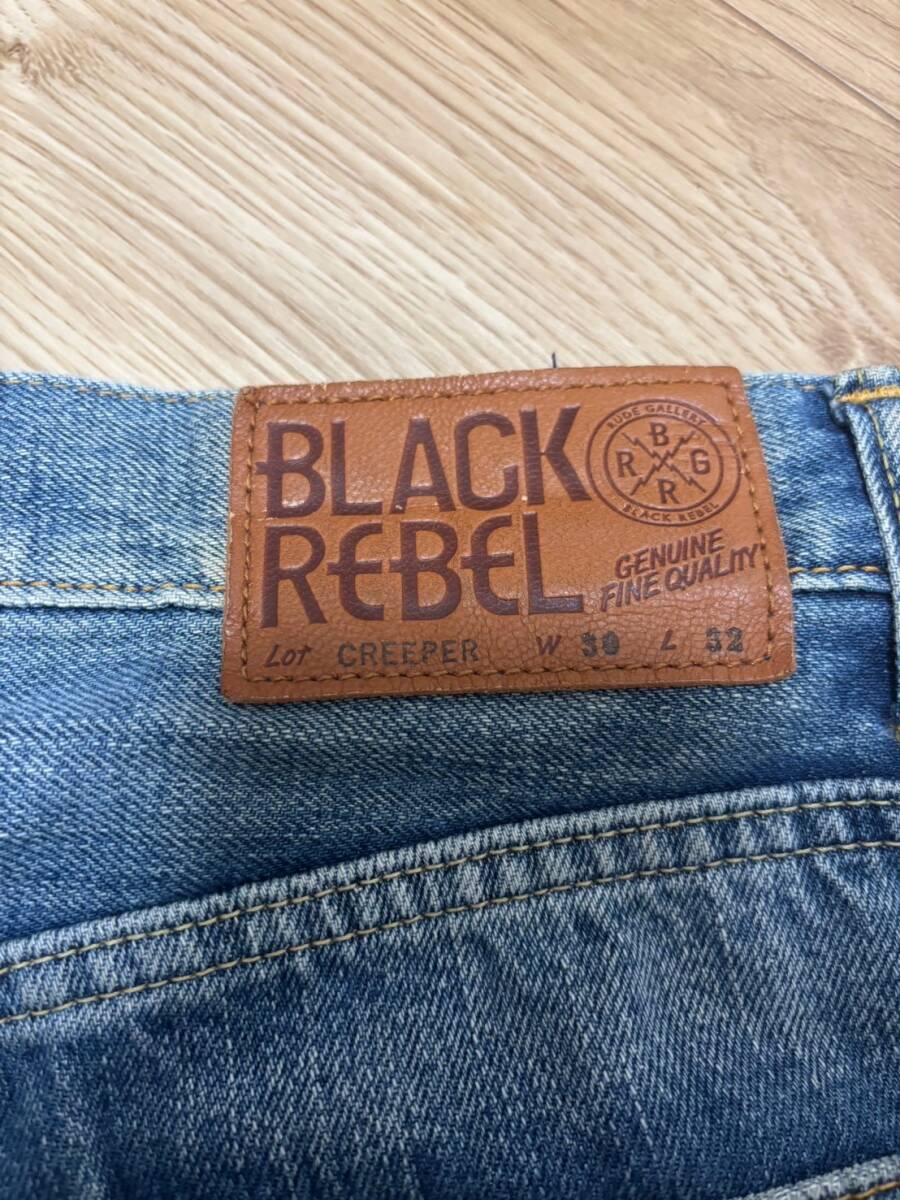 BLACK
REBEL
RUDE GALLERY
B
R G
R
BLACK REBEL
GENUINE
FINE QUALITY
Lot CREEPER W 30 L 32